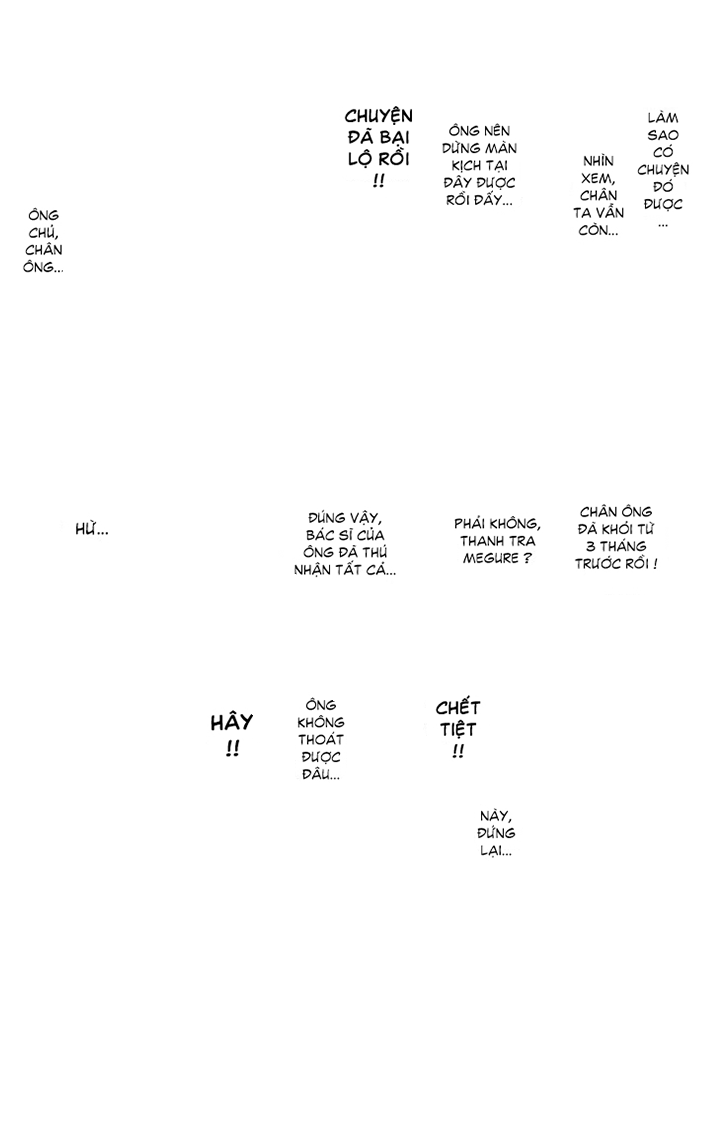 LÀM
SAO
CÓ
CHUYỆN
ĐÓ
ĐƯỢC
...
NHÌN
XEM,
CHÂN
TA VẪN
CÒN...
ÔNG NÊN
DỪNG MÀN
KỊCH TẠI
ĐÂY ĐƯỢC
RỒI ĐẤY...
CHUYỆN
ĐÃ BẠI
LỘ RỒI
!!
ÔNG
CHÚ,
CHÂN
ÔNG...
CHÂN ÔNG
ĐÃ KHỎI TỪ
3 THÁNG
TRƯỚC RỒI !
PHẢI KHÔNG,
THANH TRA
MEGURE ?
ĐÚNG VẬY,
BÁC SĨ CỦA
ÔNG ĐÃ THÚ
NHẬN TẤT CẢ...
HỪ...
CHẾT
TIỆT
!!
NÀY,
ĐỨNG
LẠI...
ÔNG
KHÔNG
THOÁT
ĐƯỢC
ĐÂU...
HÂY
!!